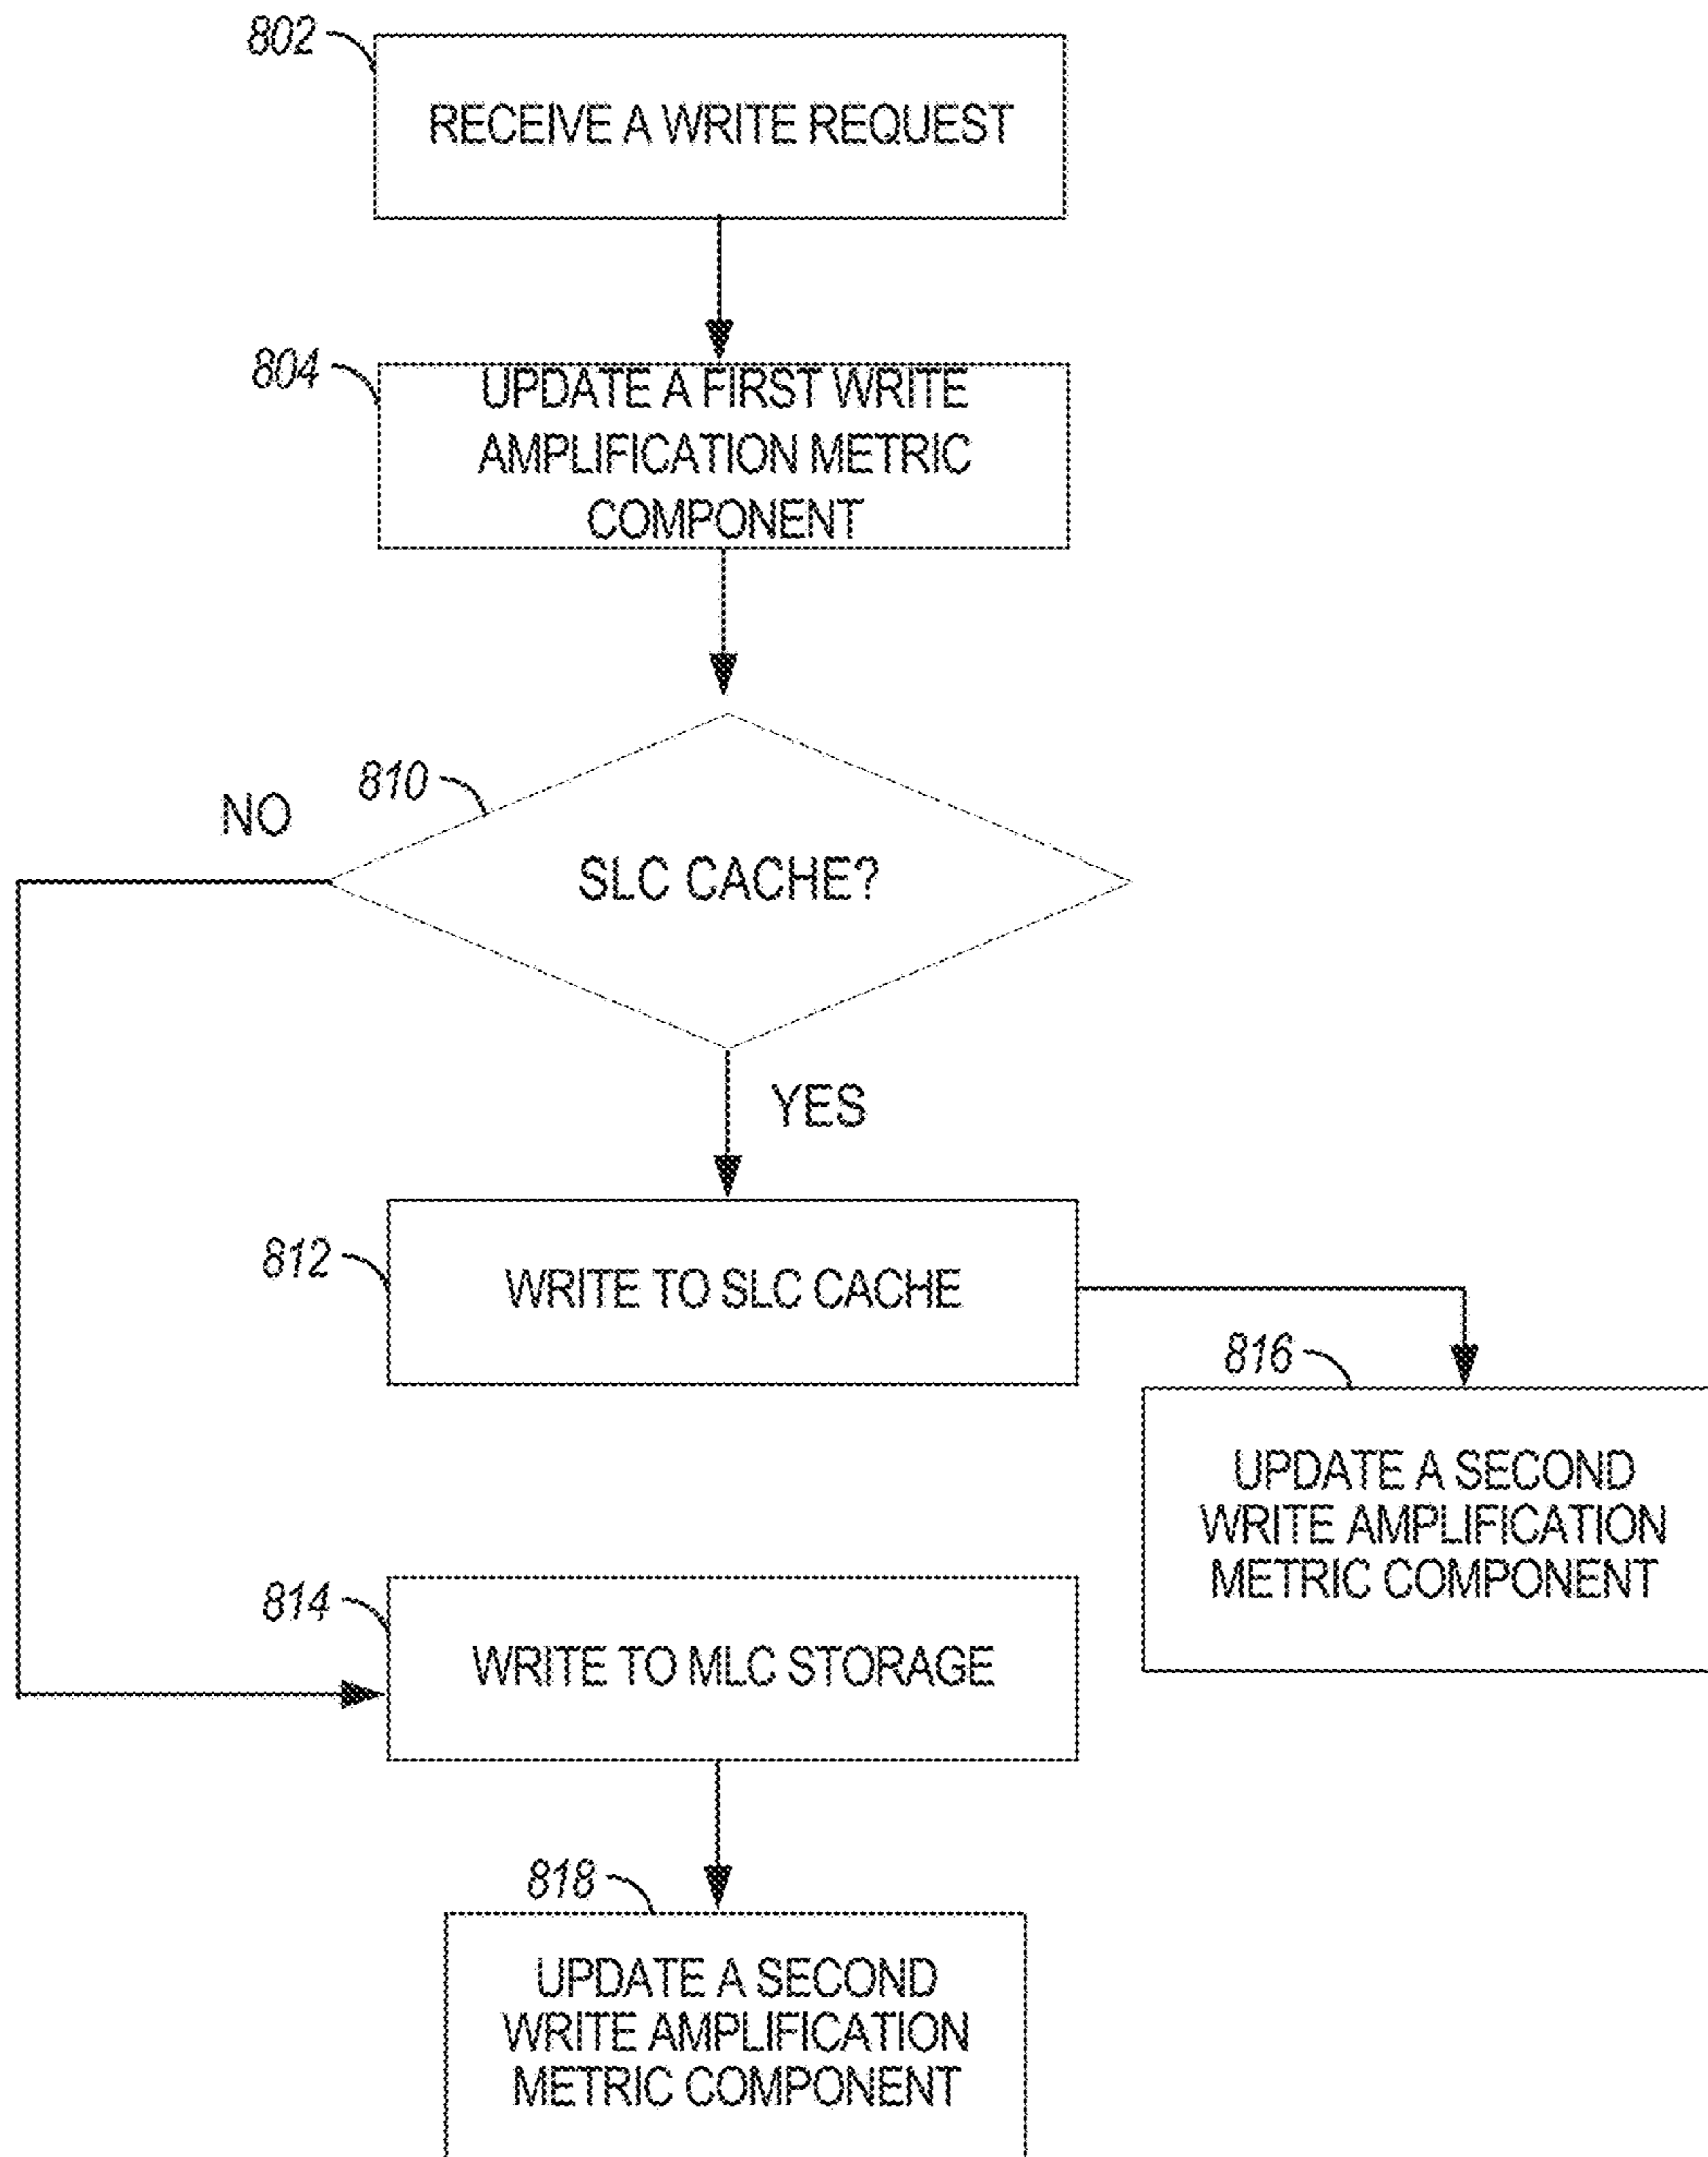 802
RECEIVE A WRITE REQUEST
804
UPDATE A FIRST WRITE
AMPLIFICATION METRIC
COMPONENT
810
NO
SLC CACHE?
YES
812
WRITE TO SLC CACHE
816
UPDATE A SECOND
WRITE AMPLIFICATION
METRIC COMPONENT
814
WRITE TO MLC STORAGE
818
UPDATE A SECOND
WRITE AMPLIFICATION
METRIC COMPONENT